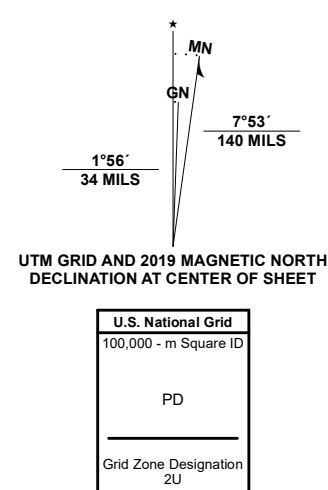 ★
MN
GN
7°53´
140 MILS
1°56´
34 MILS
UTM GRID AND 2019 MAGNETIC NORTH
DECLINATION AT CENTER OF SHEET
U.S. National Grid
100,000 - m Square ID
PD
Grid Zone Designation
2U